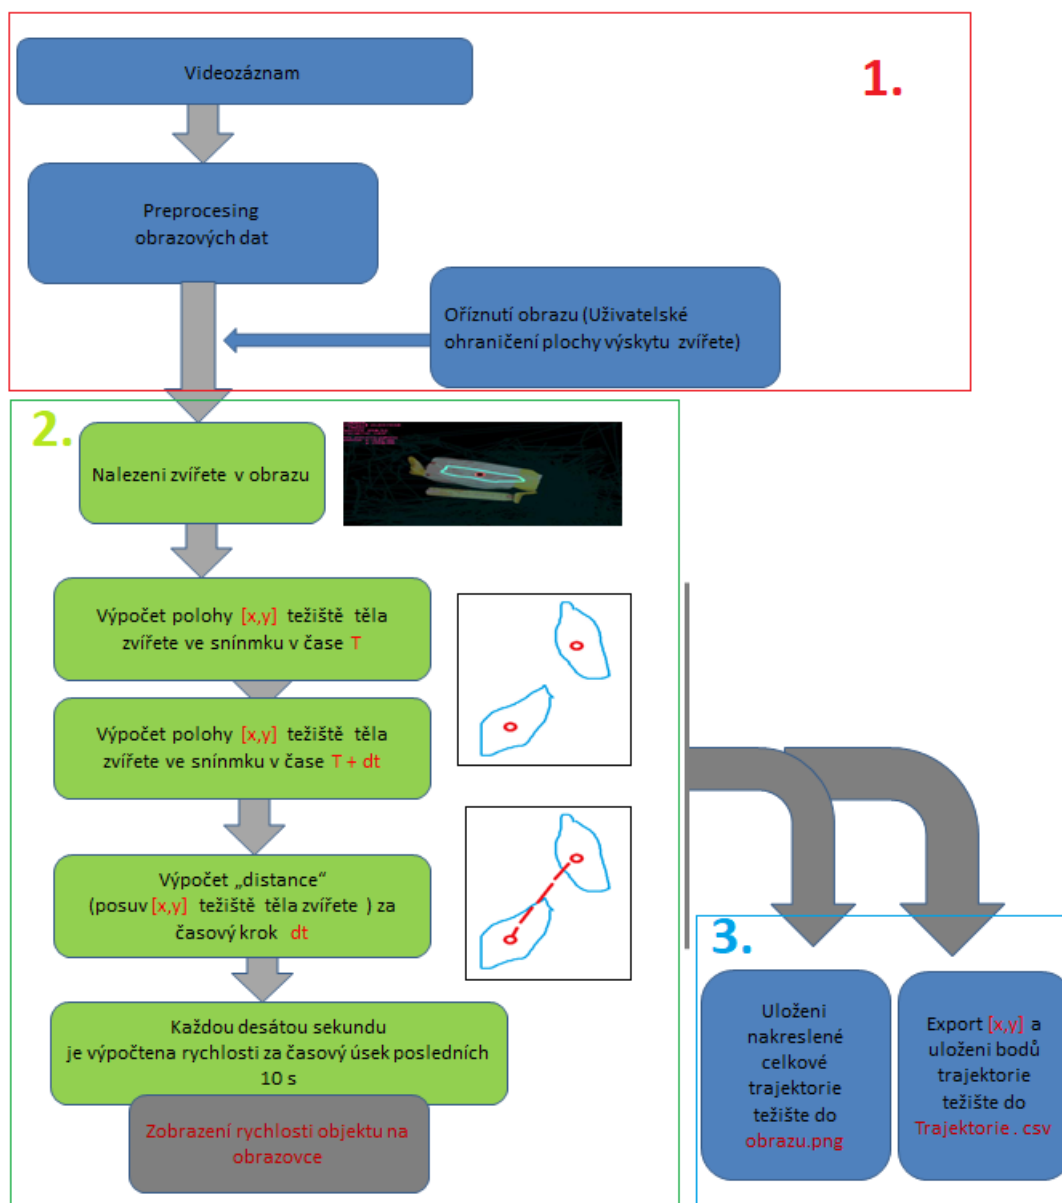 1.
Videozáznam
Preprocesing
obrazových dat
Oříznutí obrazu (Uživatelské
ohraničení plochy výskytu zvířete)
2.
Nalezeni zvířete v obrazu
Výpočet polohy [x,y] težiště těla
zvířete ve snínmku v čase T
Výpočet polohy [x,y] težiště těla
zvířete ve snínmku v čase T + dt
Výpočet „distance“
(posuv [x,y] težiště těla zvířete ) za
časový krok dt
Každou desátou sekundu
je výpočtena rychlosti za časový úsek posledních
10 s
Zobrazení rychlosti objektu na
obrazovce
3.
Uloženi
nakreslené
celkové
trajektorie
težište do
obrazu.png
Export [x,y] a
uloženi bodů
trajektorie
težište do
Trajektorie . csv